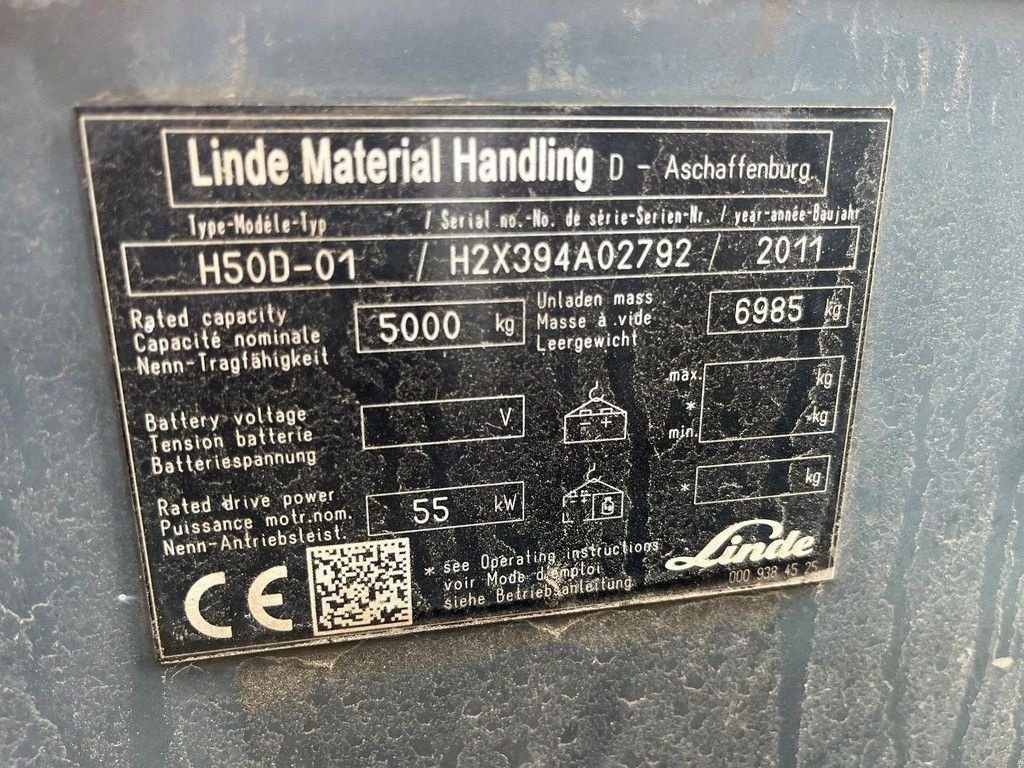 Linde Material Handling D - Aschaffenburg
Type-Modèle-Typ / Serial no.-No. de série-Serien-Nr. / year-année-Baujahr
H50D-01 / H2X394A02792 / 2011
Rated capacity
Capacité nominale
Nenn-Tragfähigkeit
5000 kg
Unladen mass
Masse à vide
Leergewicht
6985 kg
Battery voltage
Tension batterie
Batteriespannung
V
- +
max. kg
* kg
min.
Rated drive power
Puissance motr.nom.
Nenn-Antriebsleist.
55 kW
* kg
CE
* see Operating instructions
voir Mode d'emploi
siehe Betriebsanleitung
Linde
000 938 45 25